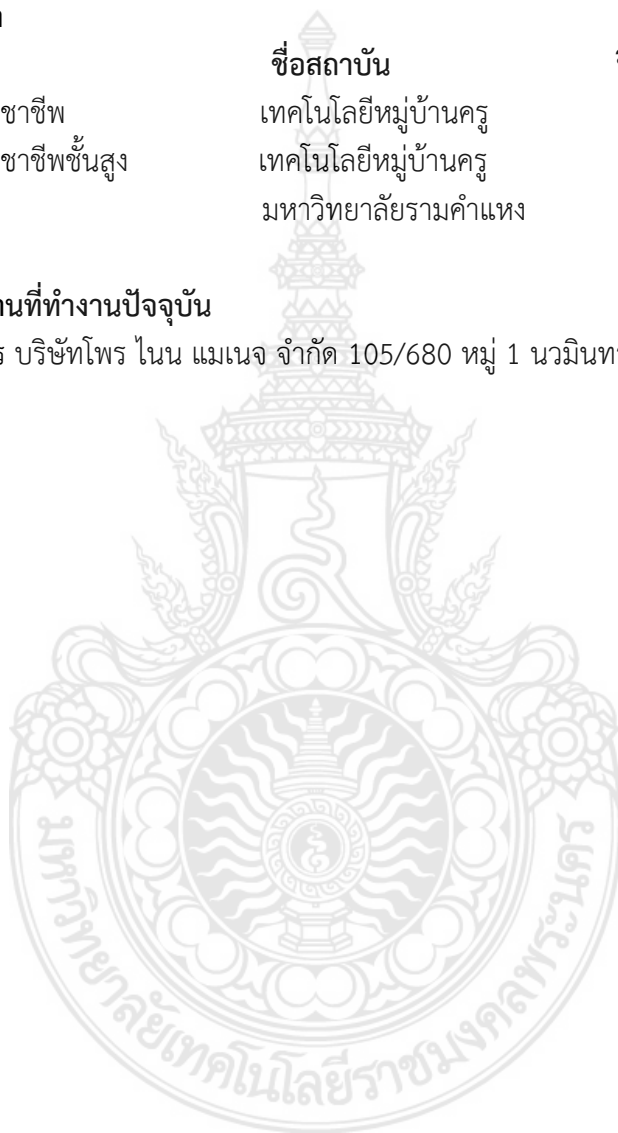 ชื่อสถาบัน
ชาชีพ เทคโนโลยีหมู่บ้านครู
ชาชีพชั้นสูง เทคโนโลยีหมู่บ้านครู
มหาวิทยาลัยรามคำแหง
านที่ทำงานปัจจุบัน
ร บริษัทโพร ไนน แมเนจ จำกัด 105/680 หมู่ 1 นวมินท
มหาวิทยาลัยเทคโนโลยีราชมงคลพระนคร